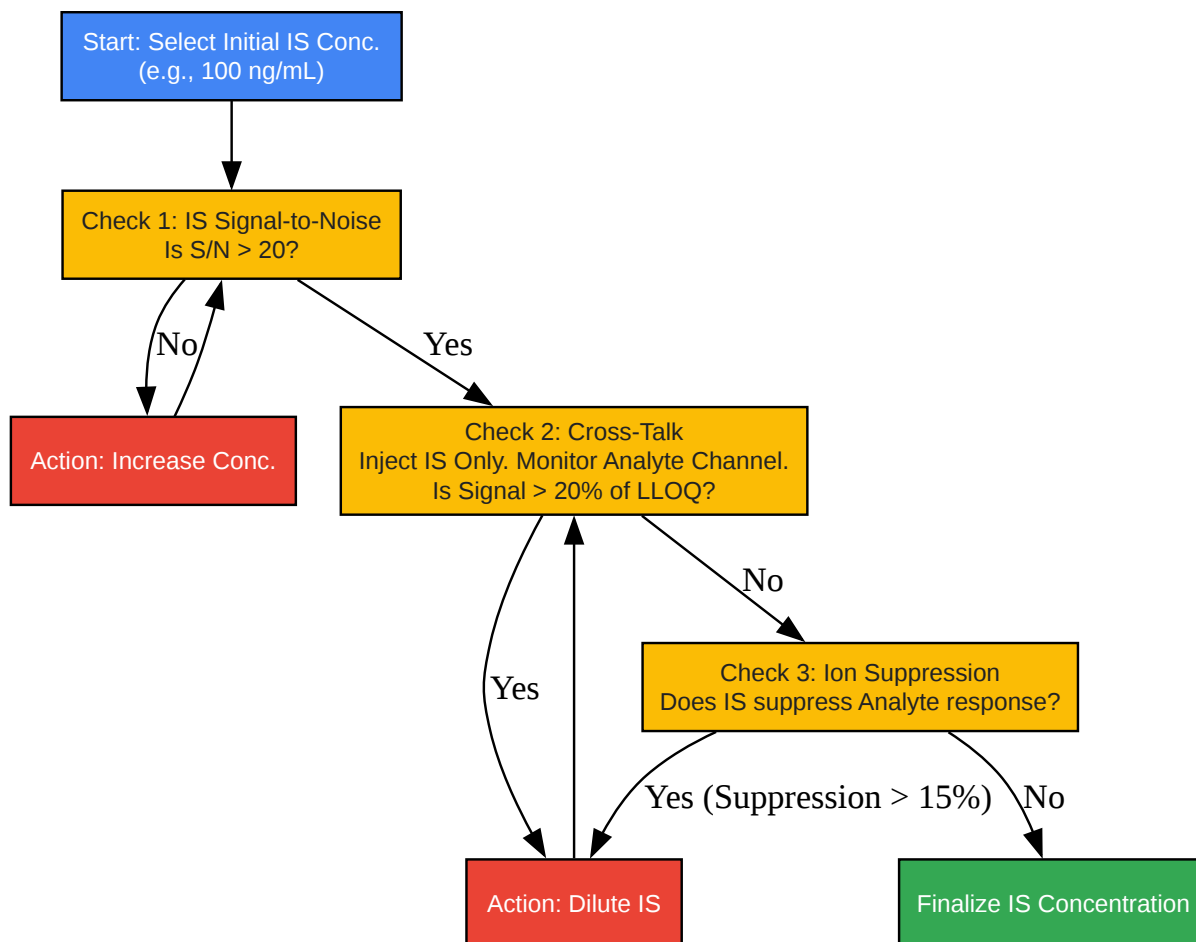 Start: Select Initial IS Conc.
(e.g., 100 ng/mL)
Check 1: IS Signal-to-Noise
Is S/N > 20?
No
Yes
Action: Increase Conc.
Check 2: Cross-Talk
Inject IS Only. Monitor Analyte Channel.
Is Signal > 20% of LLOQ?
No
Yes
Check 3: Ion Suppression
Does IS suppress Analyte response?
Yes (Suppression > 15%)
No
Action: Dilute IS
Finalize IS Concentration